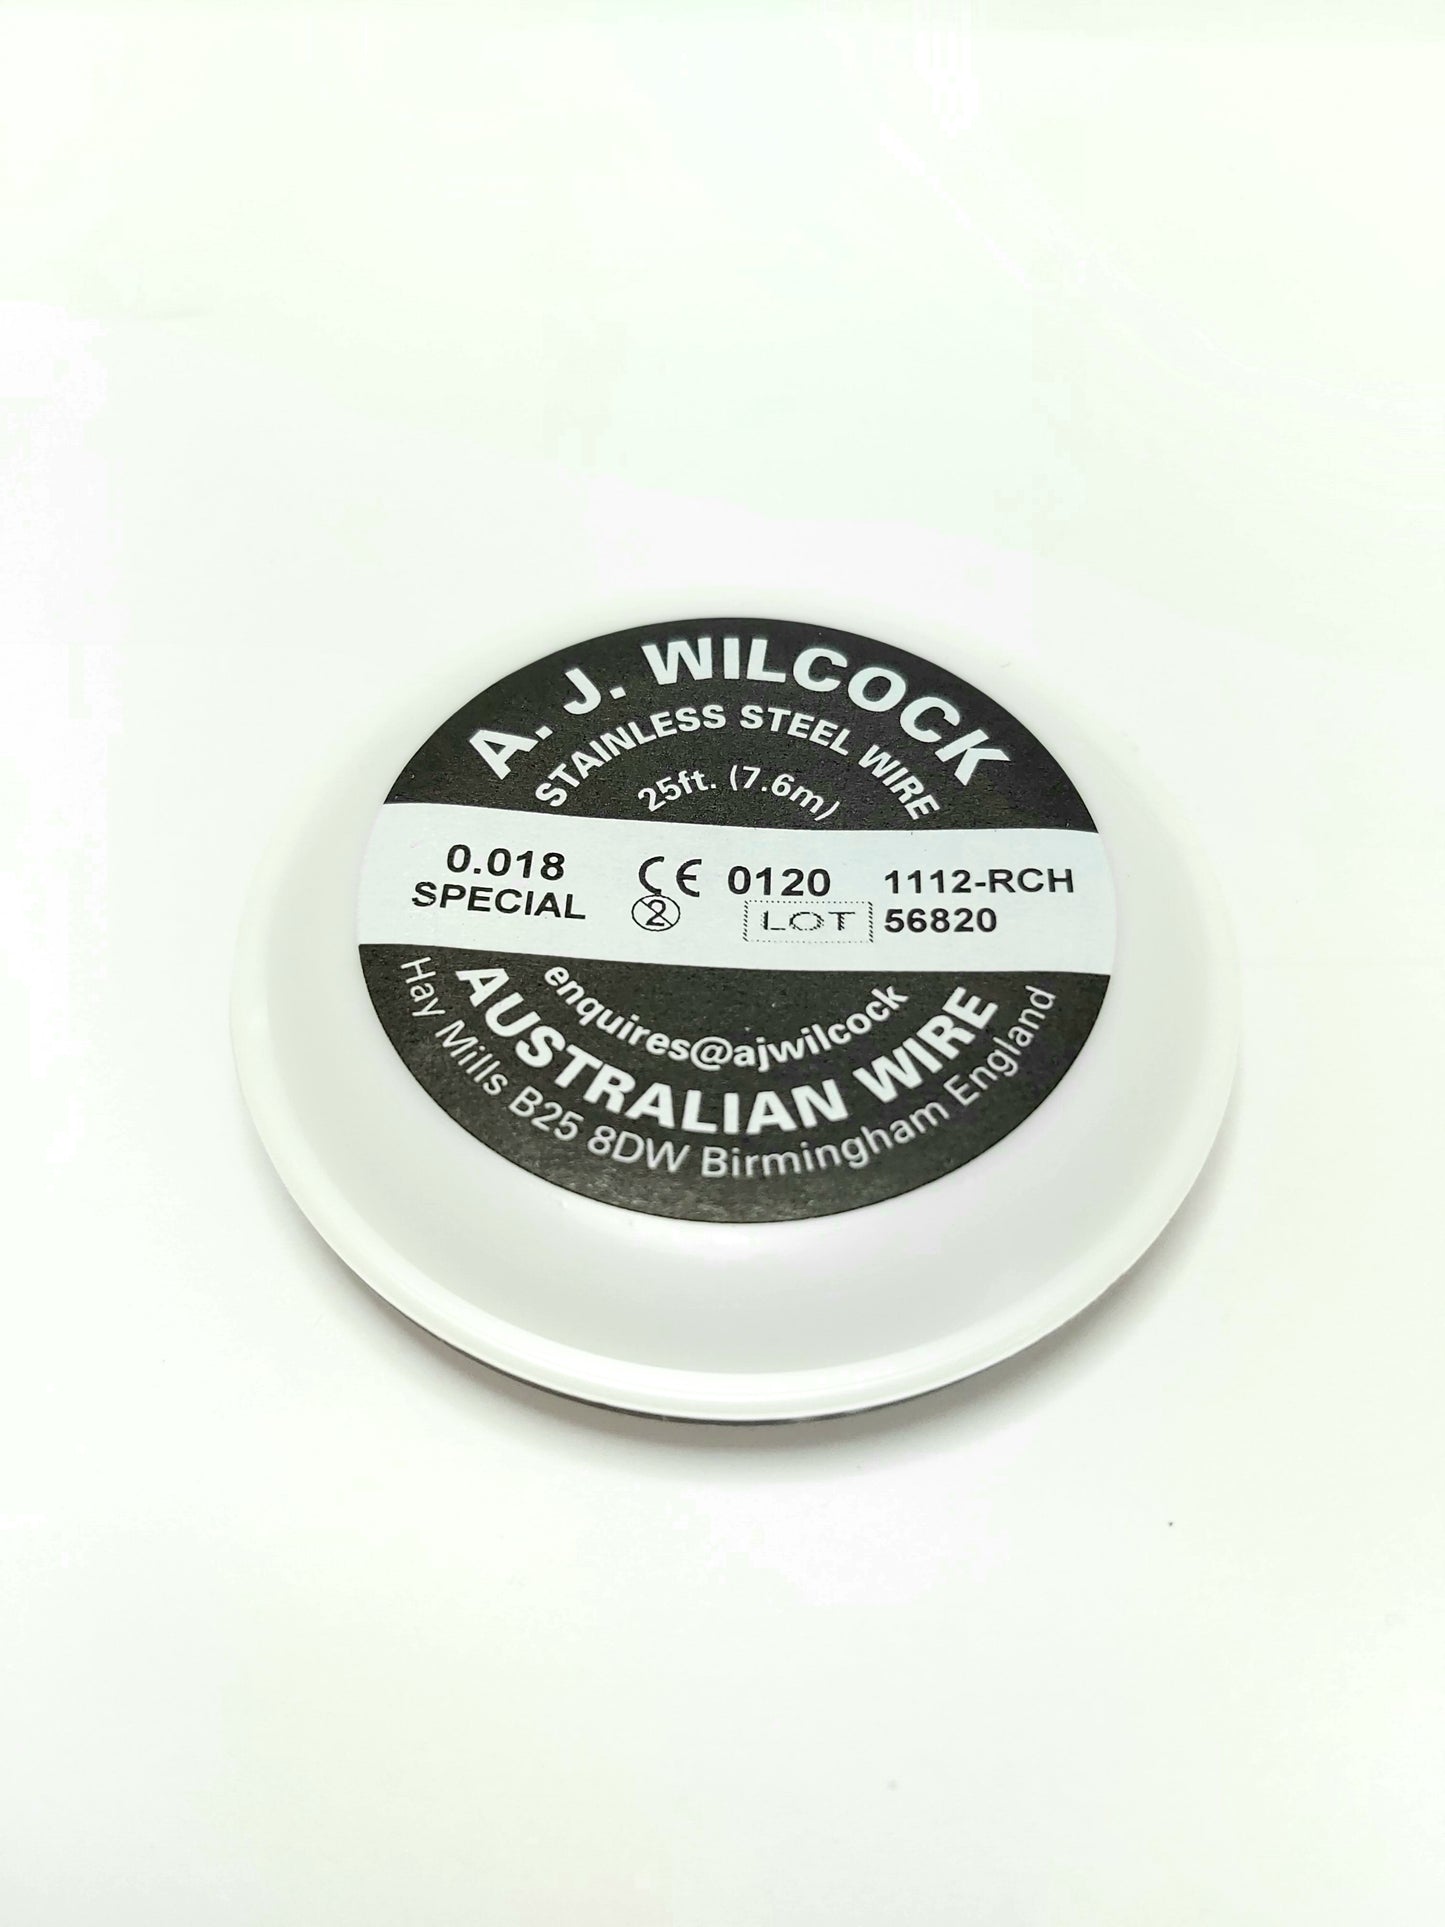 A. J. WILCOCK
STAINLESS STEEL WIRE
25ft. (7.6m)
0.018
SPECIAL
CE 0120
2
LOT
1112-RCH
56820
enquires@ajwilcock
AUSTRALIAN WIRE
Hay Mills B25 8DW Birmingham England